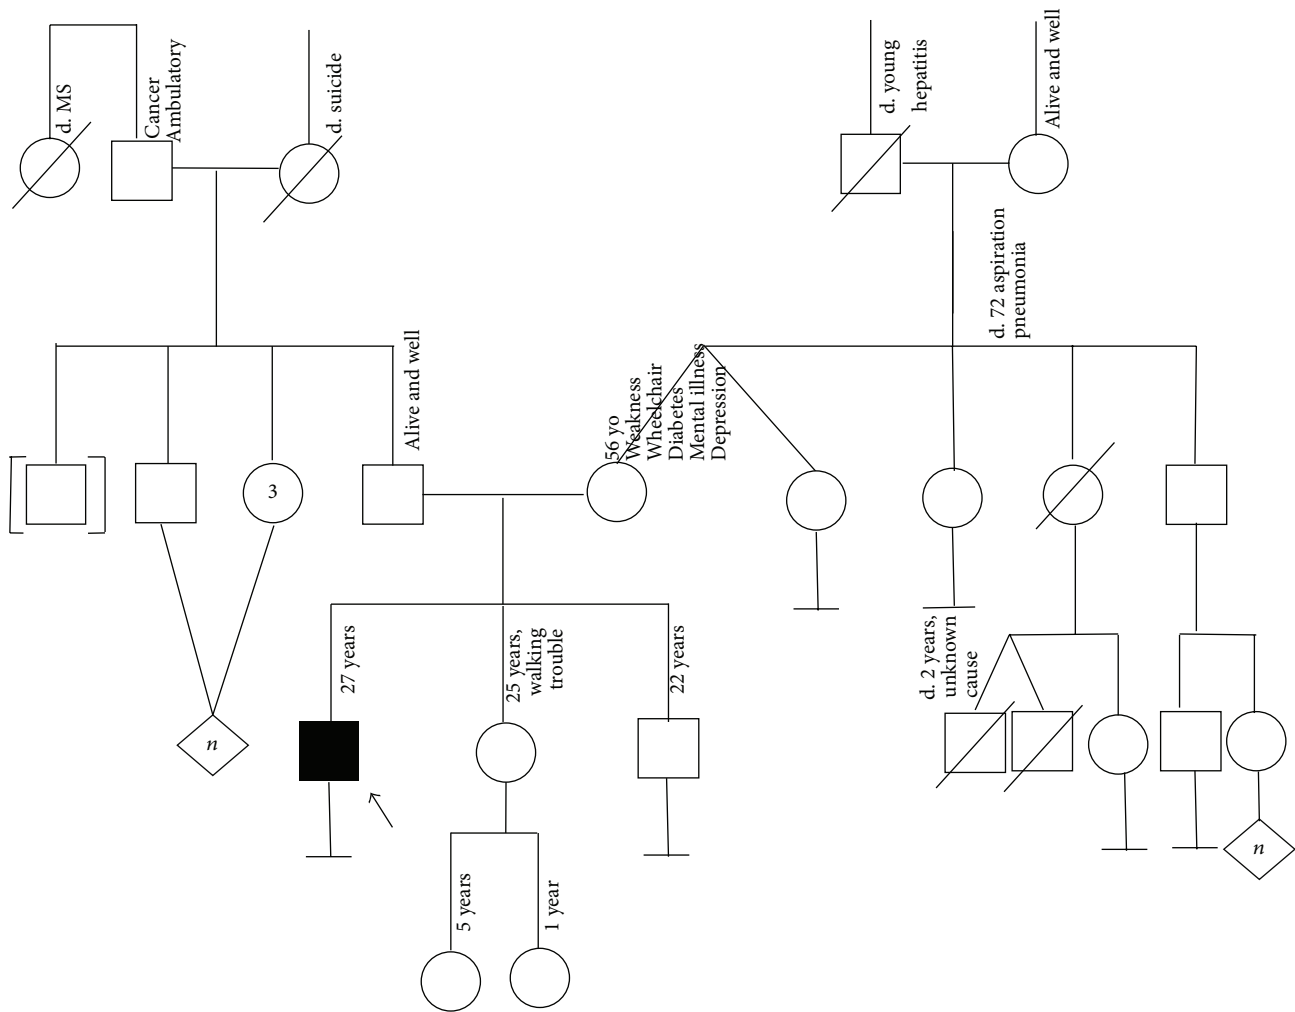 d. MS
Cancer
Ambulatory
d. suicide
d. young
hepatitis
Alive and well
d. 72 aspiration
pneumonia
Alive and well
56 yo
Weakness
Wheelchair
Diabetes
Mental illness
Depression
3
27 years
25 years,
walking
trouble
22 years
d. 2 years,
unknown
cause
n
n
5 years
1 year